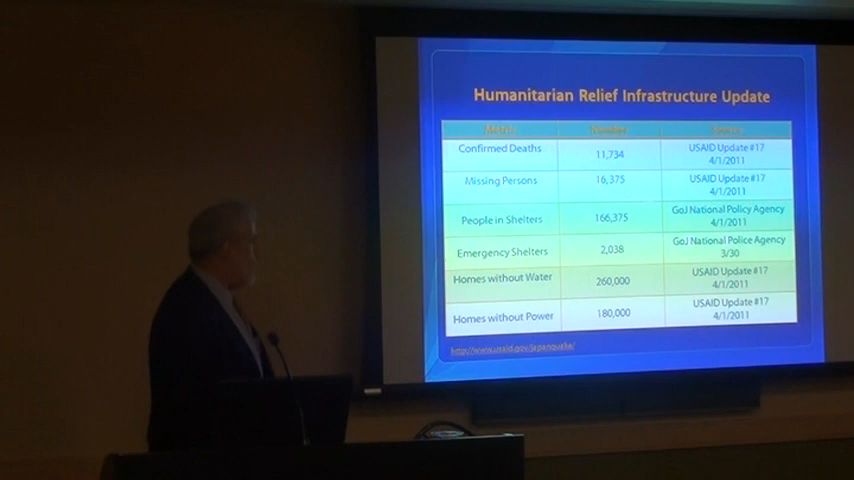 Humanitarian Relief Infrastructure Update
Metric Number Source
Confirmed Deaths 11,734 USAID Update #17
4/1/2011
Missing Persons 16,375 USAID Update #17
4/1/2011
People in Shelters 166,375 GoJ National Policy Agency
4/1/2011
Emergency Shelters 2,038 GoJ National Police Agency
3/30
Homes without Water 260,000 USAID Update #17
4/1/2011
Homes without Power 180,000 USAID Update #17
4/1/2011
http://www.usaid.gov/japanquake/